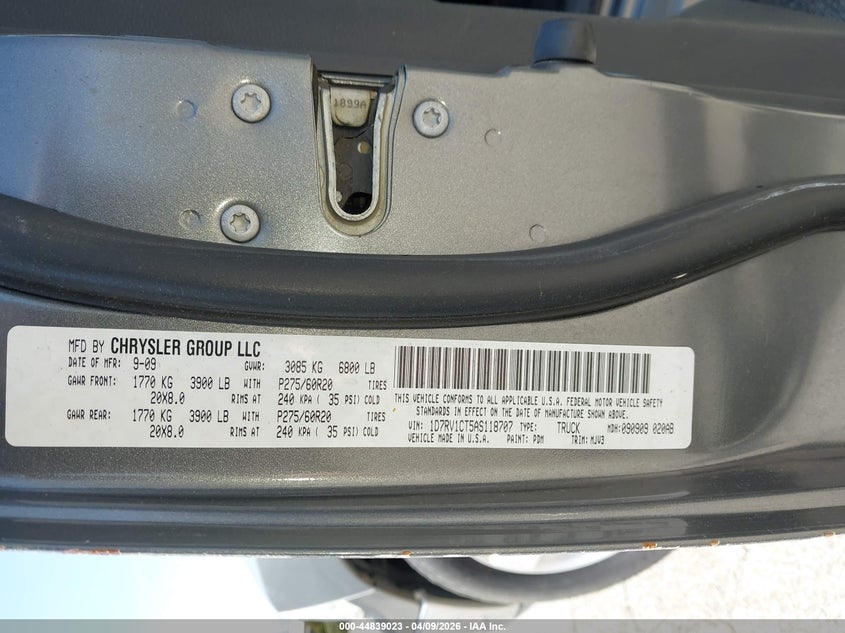 1899A
MFD BY CHRYSLER GROUP LLC
DATE OF MFR: 9-09 GVWR: 3085 KG 6800 LB
GAWR FRONT: 1770 KG 3900 LB WITH P275/60R20 TIRES
20X8.0 RIMS AT 240 KPA ( 35 PSI) COLD
GAWR REAR: 1770 KG 3900 LB WITH P275/60R20 TIRES
20X8.0 RIMS AT 240 KPA ( 35 PSI) COLD
THIS VEHICLE CONFORMS TO ALL APPLICABLE U.S.A. FEDERAL MOTOR VEHICLE SAFETY
STANDARDS IN EFFECT ON THE DATE OF MANUFACTURE SHOWN ABOVE.
VIN: 1D7RV1CT5AS118707 TYPE: TRUCK MDH: 090909 020AB
VEHICLE MADE IN U.S.A. PAINT: PDM TRIM: MJV3
000-44839023 | 04/09/2026 | IAA Inc.